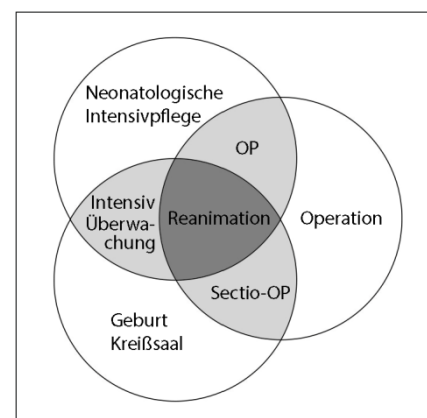 Neonatologische
Intensivpflege
OP
Intensiv
Überwa-
chung
Reanimation
Operation
Sectio-OP
Geburt
Kreißsaal